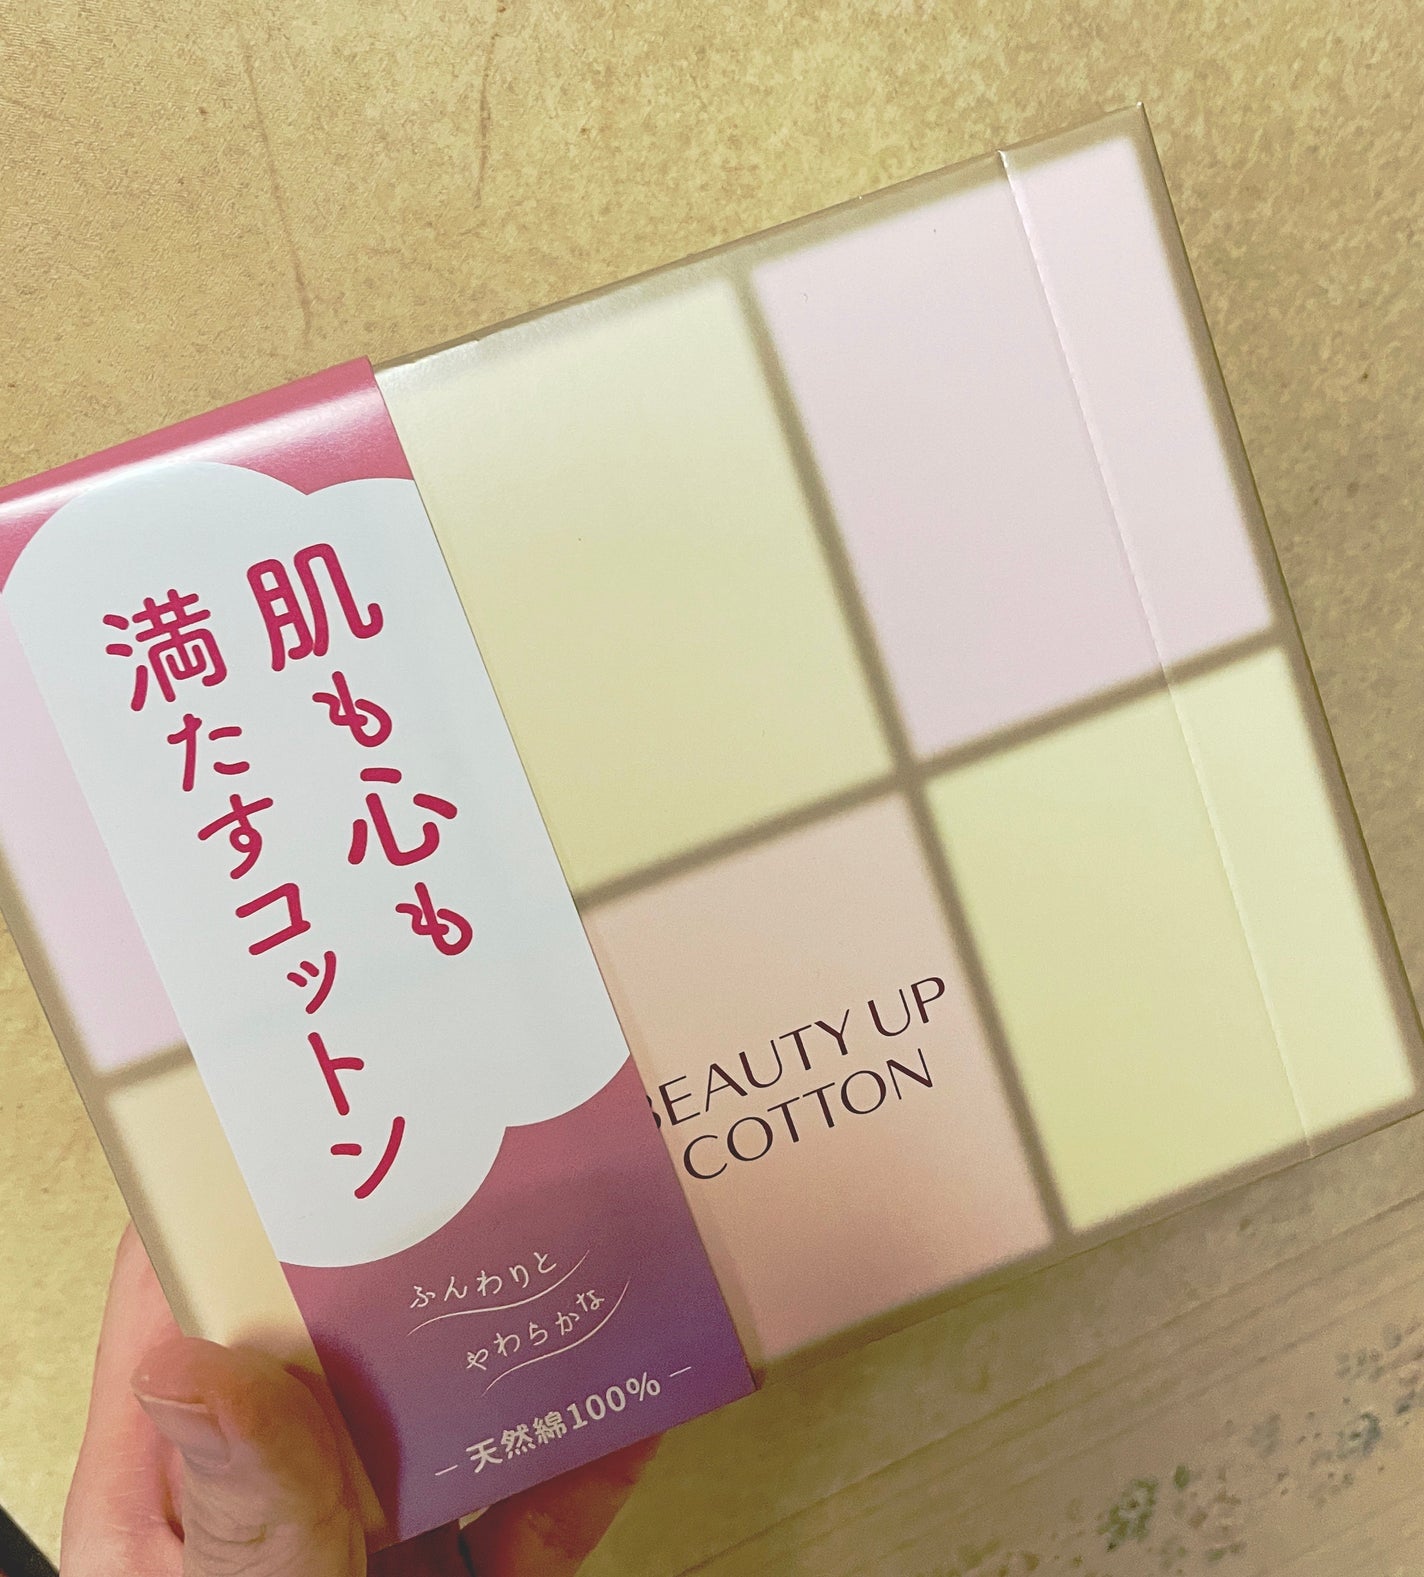 肌も心も
満たすコットン
ふんわりと
やわらかな
天然綿100%
BEAUTY UP
COTTON